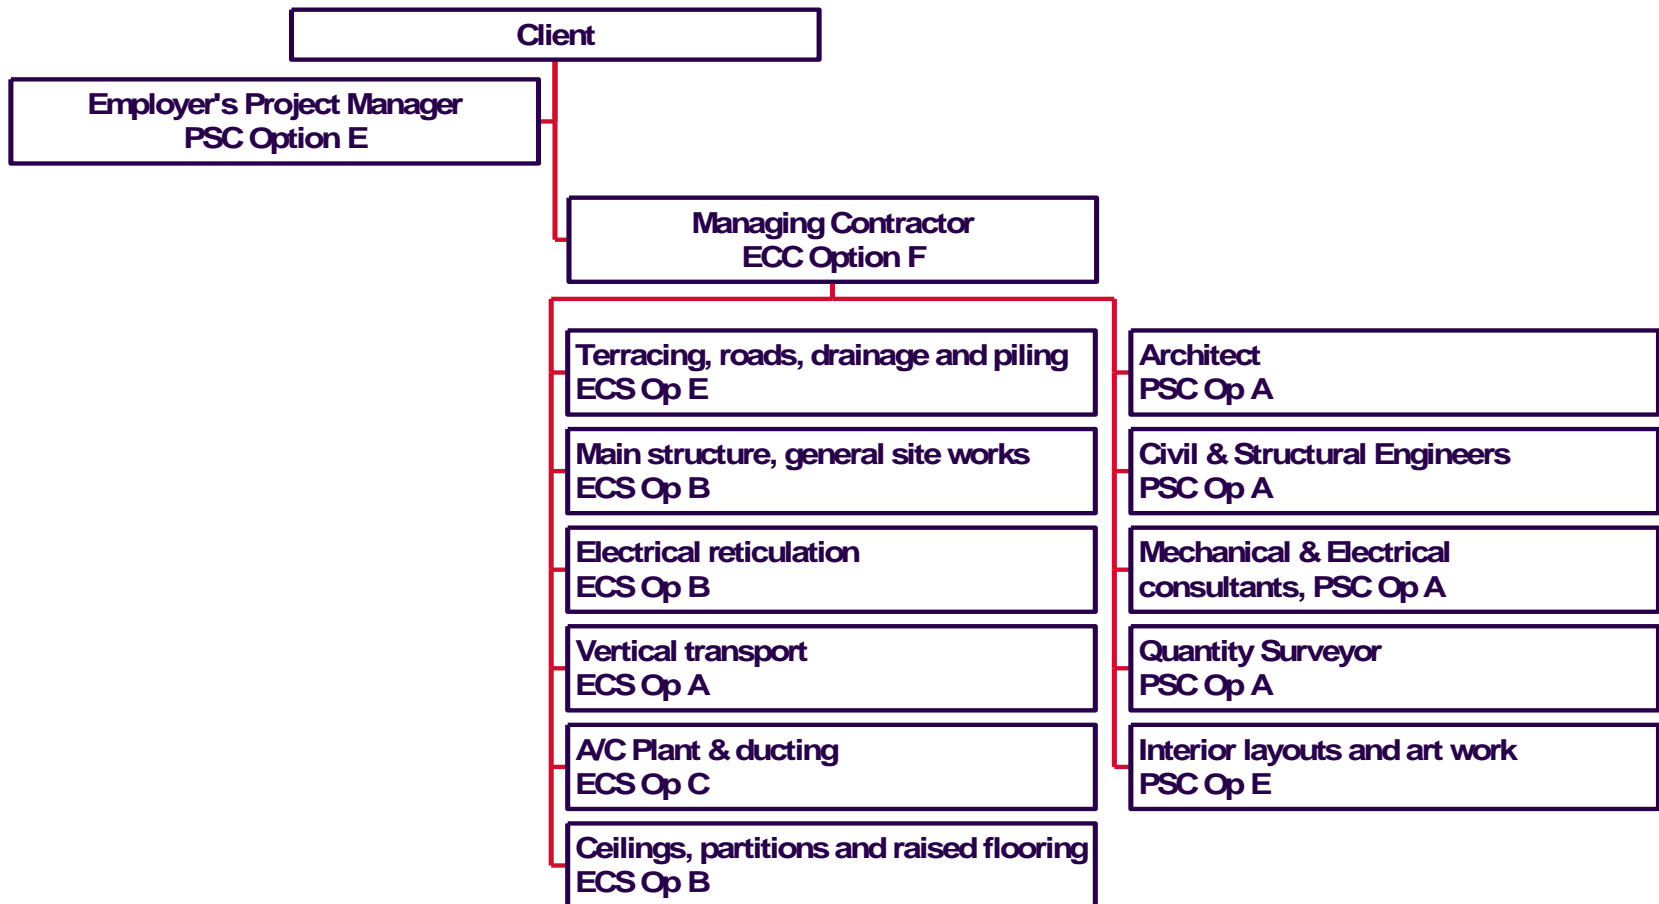 Client
Employer's Project Manager
PSC Option E
Managing Contractor
ECC Option F
Terracing, roads, drainage and piling
ECS Op E
Main structure, general site works
ECS Op B
Electrical reticulation
ECS Op B
Vertical transport
ECS Op A
A/C Plant & ducting
ECS Op C
Ceilings, partitions and raised flooring
ECS Op B
Architect
PSC Op A
Civil & Structural Engineers
PSC Op A
Mechanical & Electrical
consultants, PSC Op A
Quantity Surveyor
PSC Op A
Interior layouts and art work
PSC Op E